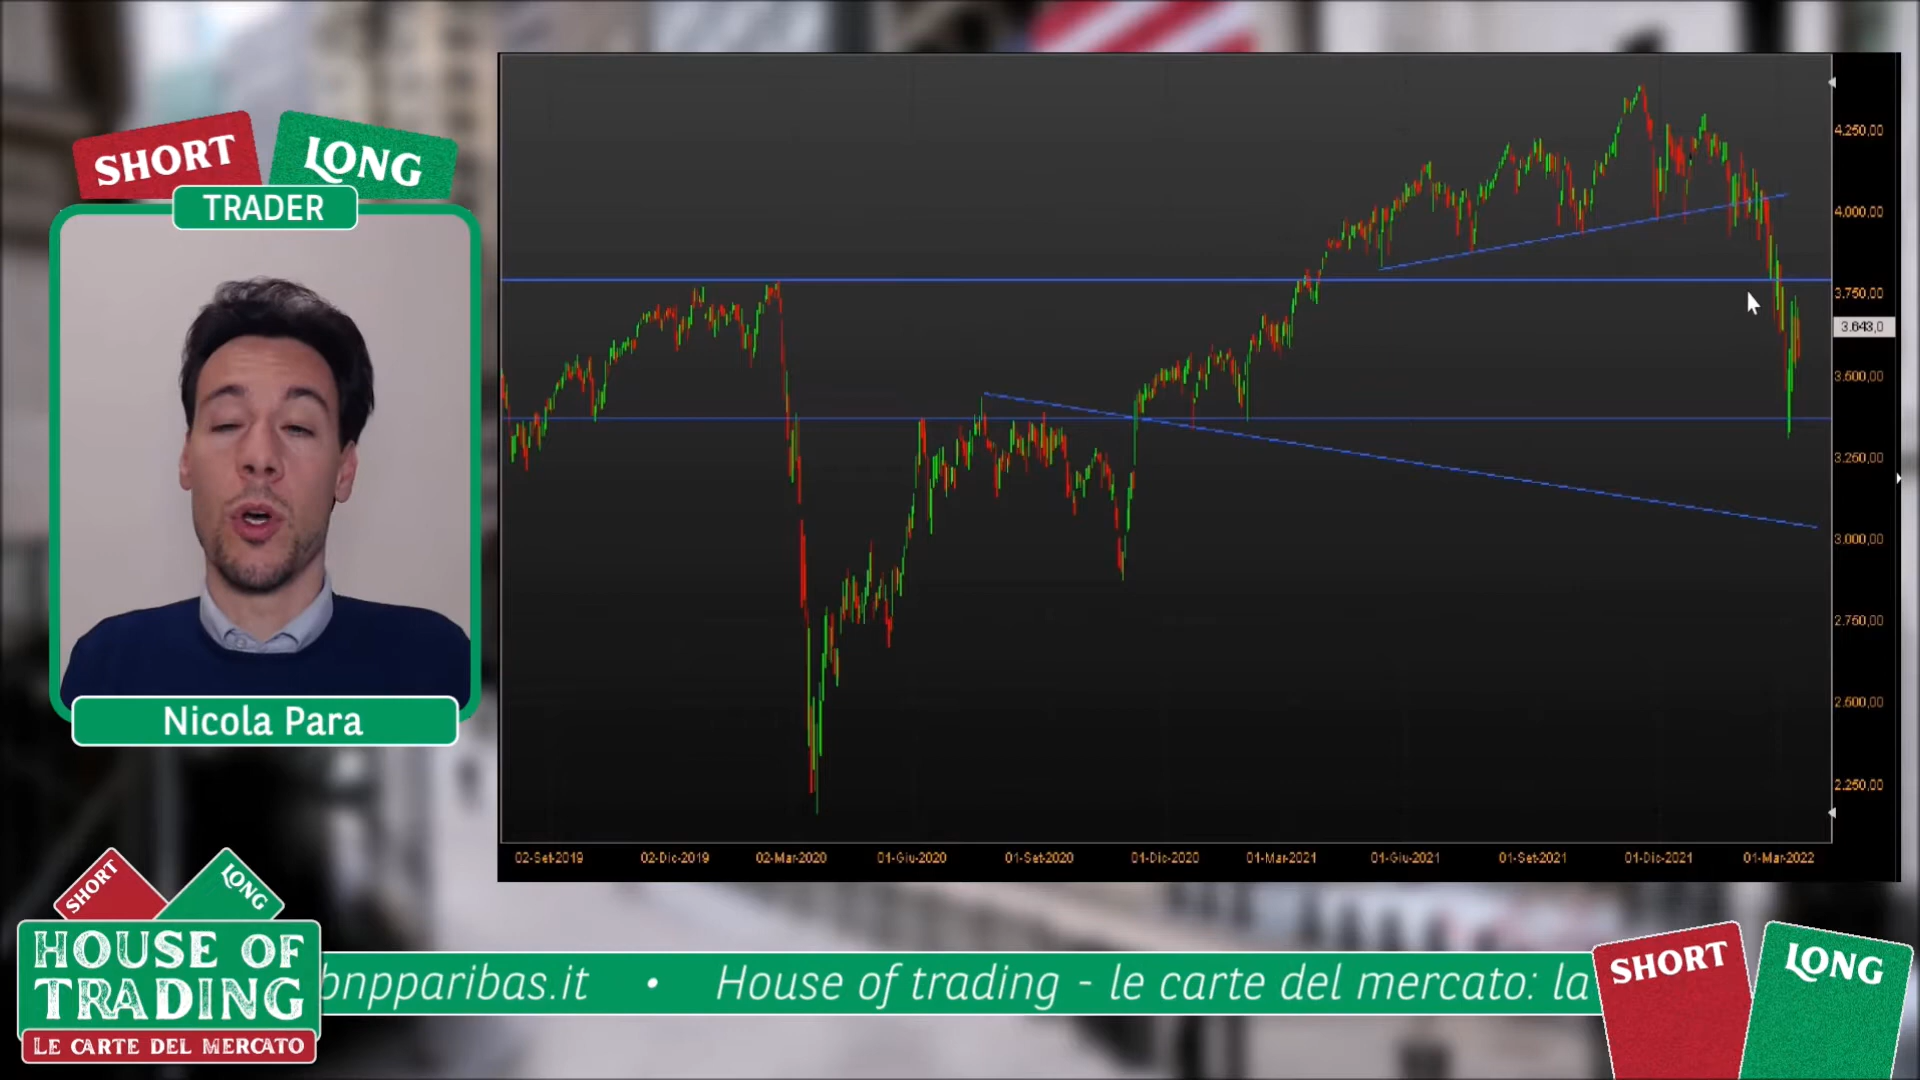 SHORT
LONG
TRADER
Nicola Para
4.250,00
4.000,00
3.750,00
3.643,0
3.500,00
3.250,00
3.000,00
2.750,00
2.500,00
2.250,00
02-Set-2019
02-Dic-2019
02-Mar-2020
01-Giu-2020
01-Set-2020
01-Dic-2020
01-Mar-2021
01-Giu-2021
01-Set-2021
01-Dic-2021
01-Mar-2022
SHORT
LONG
HOUSE OF
TRADING
LE CARTE DEL MERCATO
bnpparibas.it • House of trading - le carte del mercato: la
SHORT
LONG